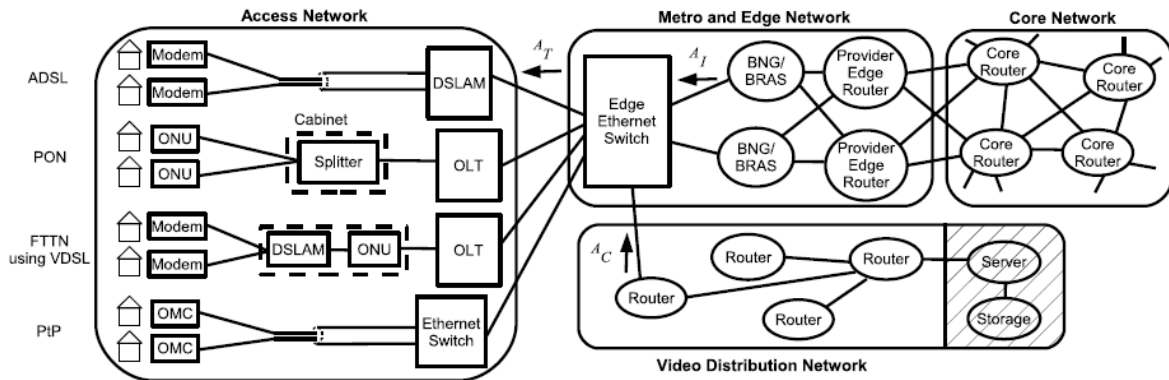 Access Network
Metro and Edge Network
Core Network
ADSL
Modem
Modem
DSLAM
A_T
A_I
Edge
Ethernet
Switch
BNG/
BRAS
BNG/
BRAS
Provider
Edge
Router
Provider
Edge
Router
Core
Router
Core
Router
Core
Router
Core
Router
PON
ONU
ONU
Cabinet
Splitter
OLT
FTTN
using VDSL
Modem
Modem
DSLAM
ONU
OLT
PtP
OMC
OMC
Ethernet
Switch
A_C
Router
Router
Router
Router
Server
Storage
Video Distribution Network